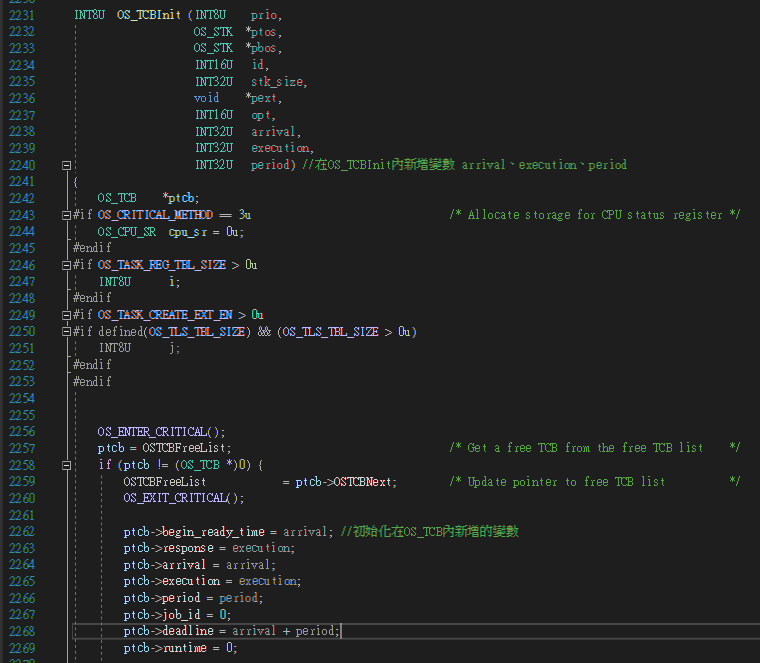 2231 INT8U  OS_TCBInit (INT8U    prio,
2232                    OS_STK  *ptos,
2233                    OS_STK  *pbos,
2234                    INT16U   id,
2235                    INT32U   stk_size,
2236                    void    *pext,
2237                    INT16U   opt,
2238                    INT32U   arrival,
2239                    INT32U   execution,
2240                    INT32U   period) //在OS_TCBInit內新增變數 arrival、execution、period
2241 {
2242     OS_TCB    *ptcb;
2243 #if OS_CRITICAL_METHOD == 3u                               /* Allocate storage for CPU status register */
2244     OS_CPU_SR  cpu_sr = 0u;
2245 #endif
2246 #if OS_TASK_REG_TBL_SIZE > 0u
2247     INT8U      i;
2248 #endif
2249 #if OS_TASK_CREATE_EXT_EN > 0u
2250 #if defined(OS_TLS_TBL_SIZE) && (OS_TLS_TBL_SIZE > 0u)
2251     INT8U      j;
2252 #endif
2253 #endif
2254
2255
2256     OS_ENTER_CRITICAL();
2257     ptcb = OSTCBFreeList;                                  /* Get a free TCB from the free TCB list    */
2258     if (ptcb != (OS_TCB *)0) {
2259         OSTCBFreeList            = ptcb->OSTCBNext;        /* Update pointer to free TCB list          */
2260         OS_EXIT_CRITICAL();
2261
2262         ptcb->begin_ready_time = arrival; //初始化在OS_TCB內新增的變數
2263         ptcb->response = execution;
2264         ptcb->arrival = arrival;
2265         ptcb->execution = execution;
2266         ptcb->period = period;
2267         ptcb->job_id = 0;
2268         ptcb->deadline = arrival + period;
2269         ptcb->runtime = 0;